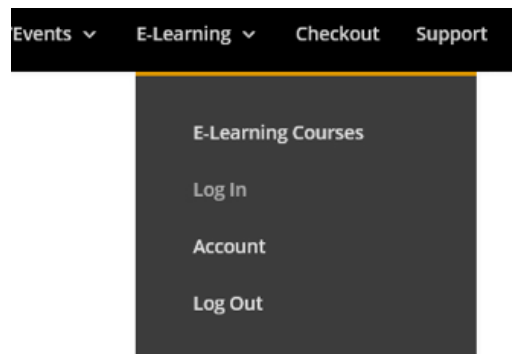 'Events E-Learning Checkout Support
E-Learning Courses
Log In
Account
Log Out